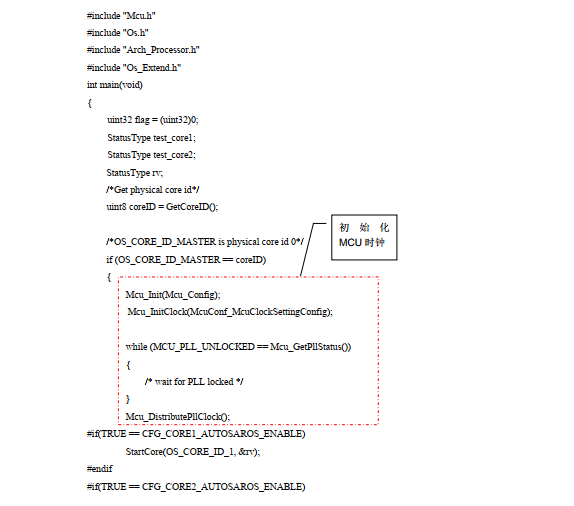 #include "Mcu.h"
#include "Os.h"
#include "Arch_Processor.h"
#include "Os_Extend.h"
int main(void)
{
uint32 flag = (uint32)0;
StatusType test_core1;
StatusType test_core2;
StatusType rv;
/*Get physical core id*/
uint8 coreID = GetCoreID();
初 始 化
MCU 时钟
/*OS_CORE_ID_MASTER is physical core id 0*/
if (OS_CORE_ID_MASTER == coreID)
{
Mcu_Init(Mcu_Config);
Mcu_InitClock(McuConf_McuClockSettingConfig);
while (MCU_PLL_UNLOCKED == Mcu_GetPllStatus())
{
/* wait for PLL locked */
}
Mcu_DistributePllClock();
#if(TRUE == CFG_CORE1_AUTOSAROS_ENABLE)
StartCore(OS_CORE_ID_1, &rv);
#endif
#if(TRUE == CFG_CORE2_AUTOSAROS_ENABLE)